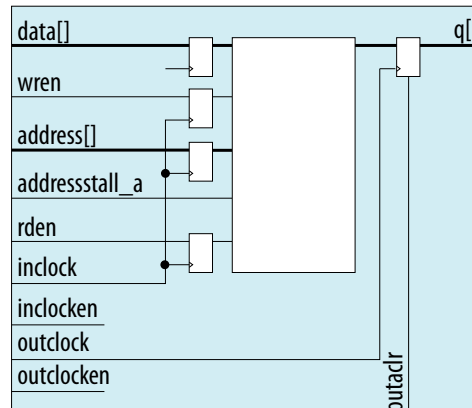 data[]
q[
wren
address[]
addressstall_a
rden
inclock
inclocken
outclock
outclocken
outaclr